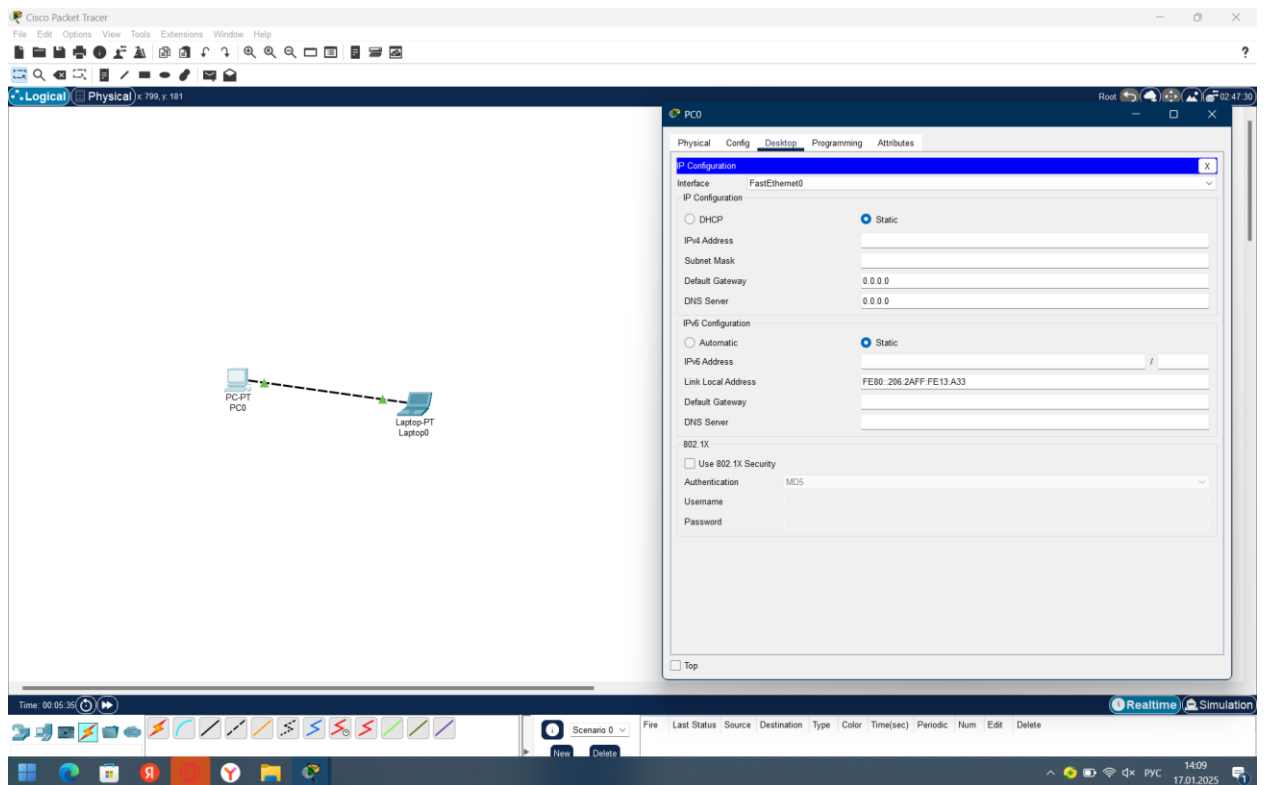 Cisco Packet Tracer
File Edit Options View Tools Extensions Window Help
?
Logical Physical x: 799, y: 181 Root 02:47:30
PC0
Physical Config Desktop Programming Attributes
IP Configuration X
Interface FastEthernet0
IP Configuration
DHCP Static
IPv4 Address
Subnet Mask
Default Gateway 0.0.0.0
DNS Server 0.0.0.0
IPv6 Configuration
Automatic Static
IPv6 Address /
Link Local Address FE80::206:2AFF:FE13:A33
Default Gateway
DNS Server
802.1X
Use 802.1X Security
Authentication MD5
Username
Password
Top
PC-PT
PC0
Laptop-PT
Laptop0
Time: 00:05:35 Realtime Simulation
Scenario 0 Fire Last Status Source Destination Type Color Time(sec) Periodic Num Edit Delete
New Delete
Я Y РУС 14:09
17.01.2025 1